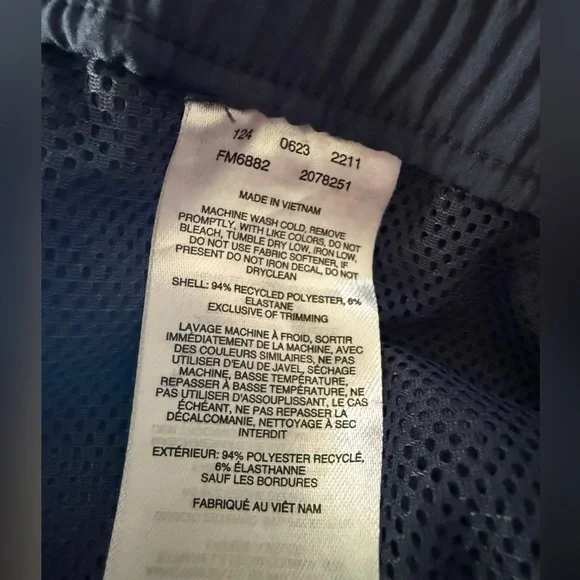 124 0623 2211
FM6882 2078251
MADE IN VIETNAM
MACHINE WASH COLD, REMOVE
PROMPTLY, WITH LIKE COLORS, DO NOT
BLEACH, TUMBLE DRY LOW, IRON LOW,
DO NOT USE FABRIC SOFTENER, IF
PRESENT DO NOT IRON DECAL, DO NOT
DRYCLEAN
SHELL: 94% RECYCLED POLYESTER, 6%
ELASTANE
EXCLUSIVE OF TRIMMING
LAVAGE MACHINE À FROID, SORTIR
IMMÉDIATEMENT DE LA MACHINE, AVEC
DES COULEURS SIMILAIRES, NE PAS
UTILISER D'EAU DE JAVEL, SÉCHAGE
MACHINE, BASSE TEMPÉRATURE,
REPASSER À BASSE TEMPÉRATURE, NE
PAS UTILISER D'ASSOUPLISSANT, LE CAS
ÉCHÉANT, NE PAS REPASSER LA
DÉCALCOMANIE, NETTOYAGE À SEC
INTERDIT
EXTÉRIEUR: 94% POLYESTER RECYCLÉ,
6% ÉLASTHANNE
SAUF LES BORDURES
FABRIQUÉ AU VIÊT NAM